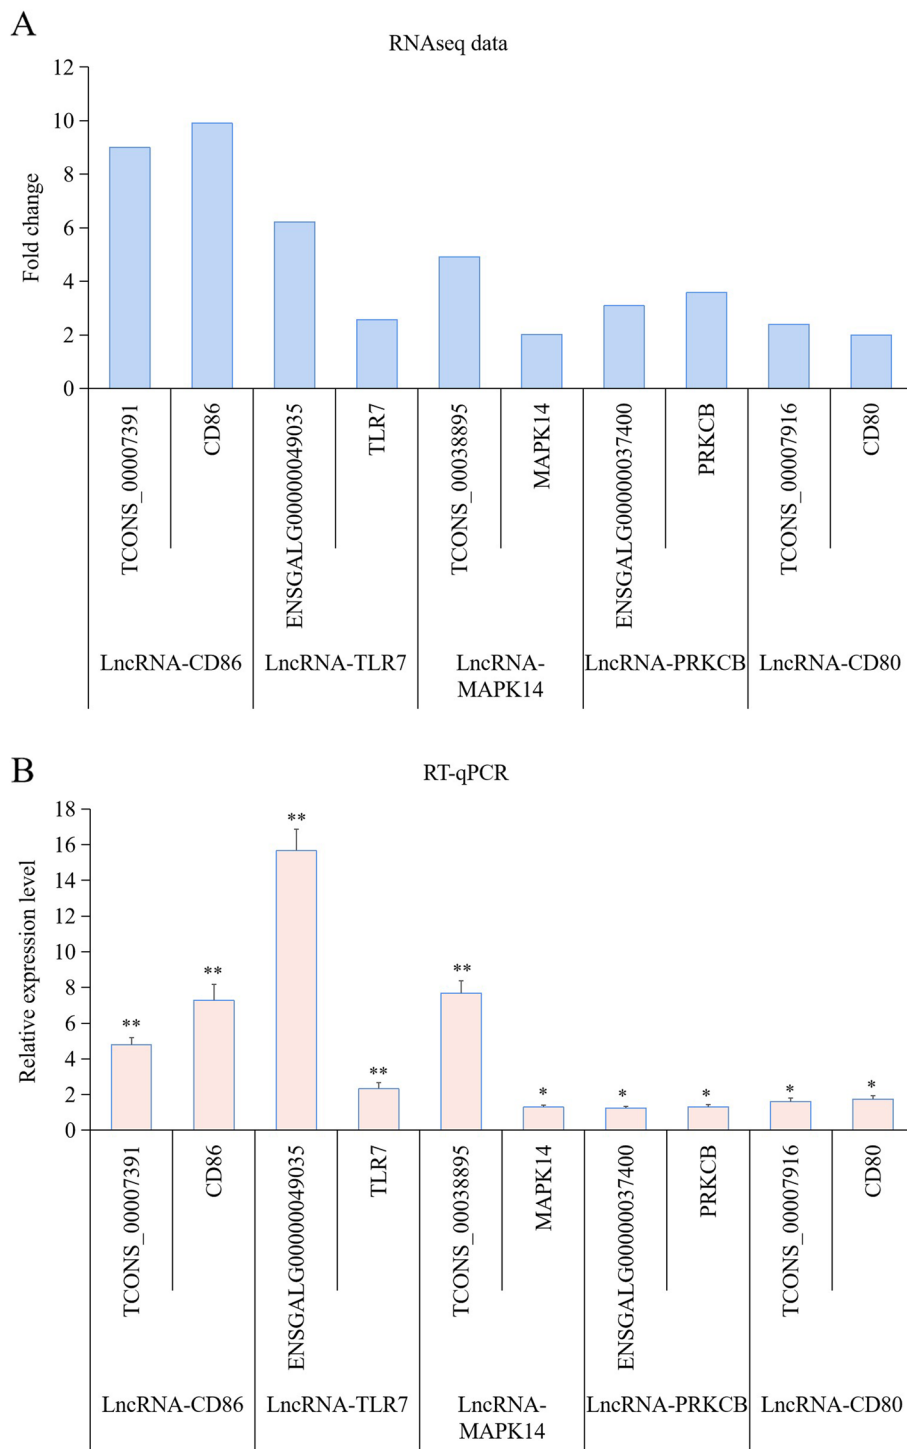 A
RNAseq data
Fold change
12
10
8
6
4
2
0
TCONS_00007391
CD86
ENSGALG00000049035
TLR7
TCONS_00038895
MAPK14
ENSGALG00000037400
PRKCB
TCONS_00007916
CD80
LncRNA-CD86
LncRNA-TLR7
LncRNA-
MAPK14
LncRNA-PRKCB
LncRNA-CD80
B
RT-qPCR
Relative expression level
18
16
14
12
10
8
6
4
2
0
**
**
**
**
**
*
*
*
*
*
TCONS_00007391
CD86
ENSGALG00000049035
TLR7
TCONS_00038895
MAPK14
ENSGALG00000037400
PRKCB
TCONS_00007916
CD80
LncRNA-CD86
LncRNA-TLR7
LncRNA-
MAPK14
LncRNA-PRKCB
LncRNA-CD80